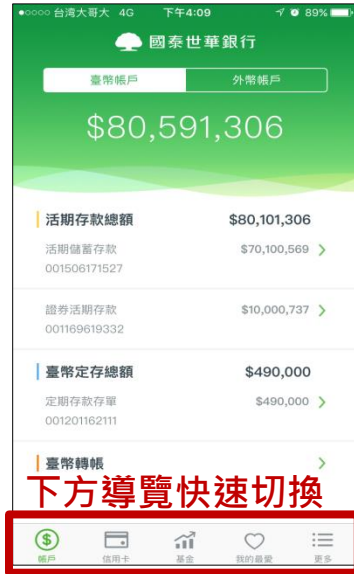 台湾大哥大 4G 下午4:09 89%
國泰世華銀行
臺幣帳戶 外幣帳戶
$80,591,306
活期存款總額 $80,101,306
活期儲蓄存款 $70,100,569
001506171527
證券活期存款 $10,000,737
001169619332
臺幣定存總額 $490,000
定期存款存單 $490,000
001201162111
臺幣轉帳
下方導覽快速切換
帳戶 信用卡 基金 我的最愛 更多